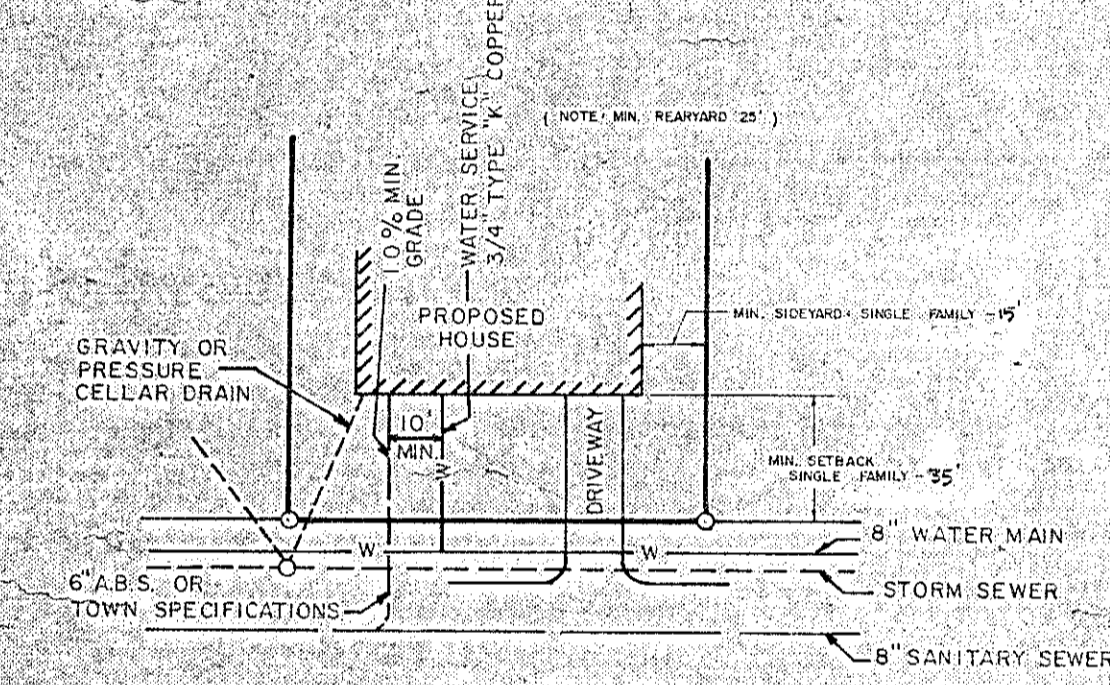 WATER SERVICE
3/4" TYPE "K" COPPER
( NOTE: MIN. REARYARD 25' )
10% MIN.
GRADE
PROPOSED
HOUSE
MIN. SIDEYARD SINGLE FAMILY -15'
GRAVITY OR
PRESSURE
CELLAR DRAIN
10'
MIN.
W
DRIVEWAY
MIN. SETBACK
SINGLE FAMILY - 35'
W
W
8" WATER MAIN
6" A.B.S. OR
TOWN SPECIFICATIONS
STORM SEWER
8" SANITARY SEWER